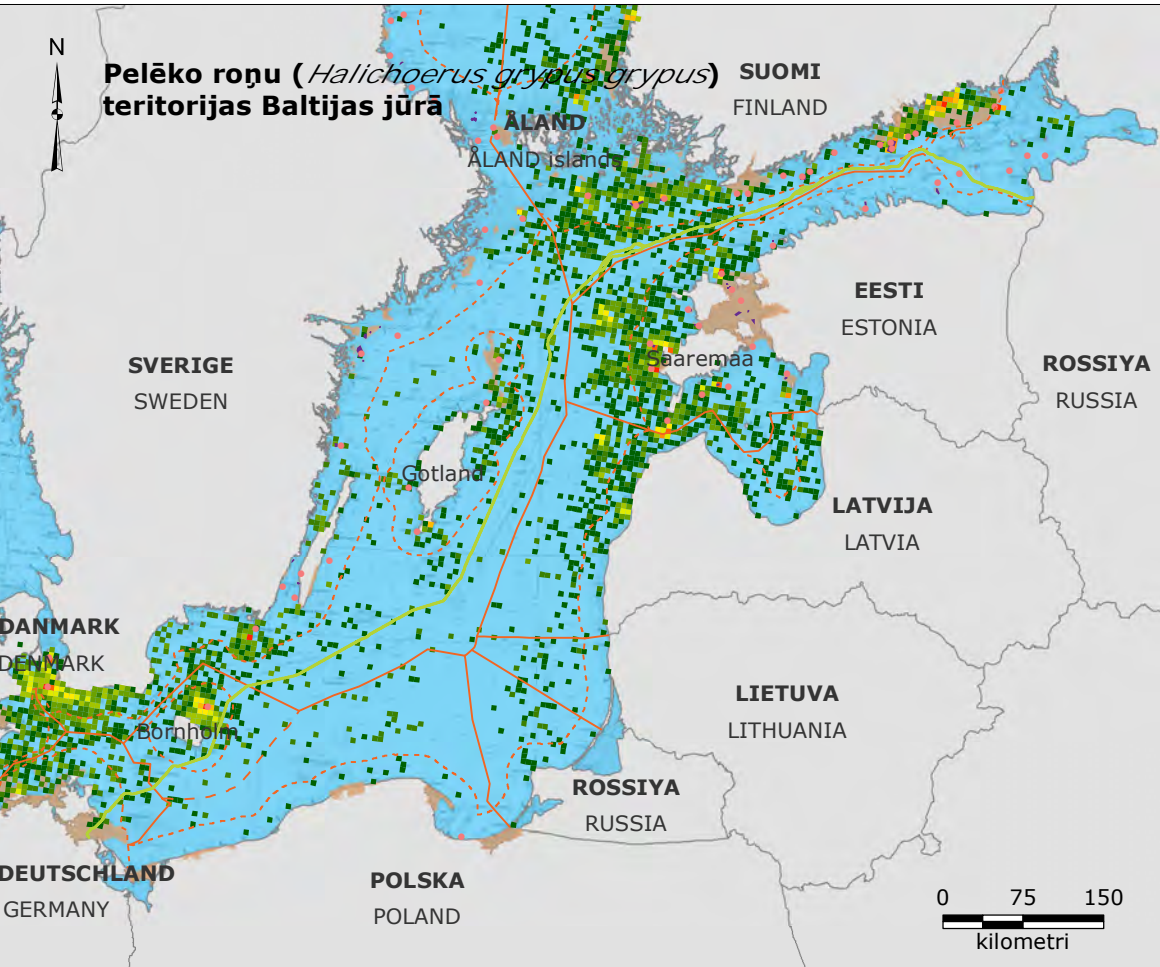 N
Pelēko roņu (Halichoerus grypus grypus)
teritorijas Baltijas jūrā
SUOMI
FINLAND
ÅLAND
ÅLAND islands
EESTI
ESTONIA
Saaremaa
SVERIGE
SWEDEN
ROSSIYA
RUSSIA
Gotland
LATVIJA
LATVIA
DANMARK
DENMARK
LIETUVA
LITHUANIA
Bornholm
ROSSIYA
RUSSIA
DEUTSCHLAND
GERMANY
POLSKA
POLAND
0 75 150
kilometri